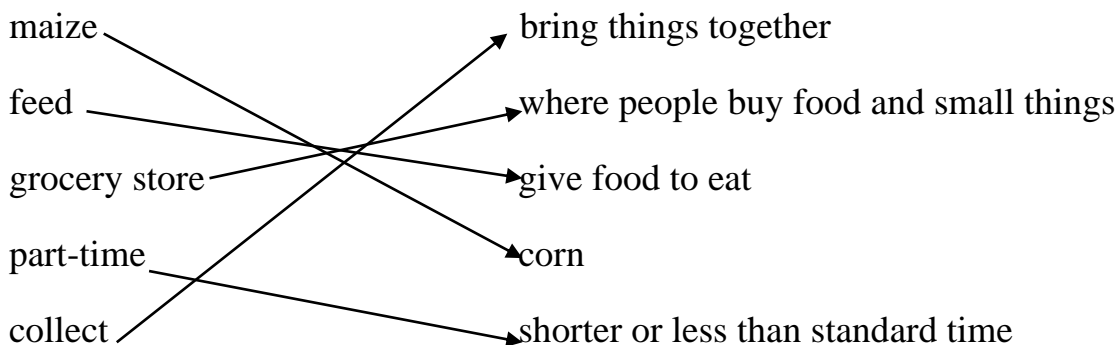 maize bring things together
feed where people buy food and small things
grocery store give food to eat
part-time corn
collect shorter or less than standard time